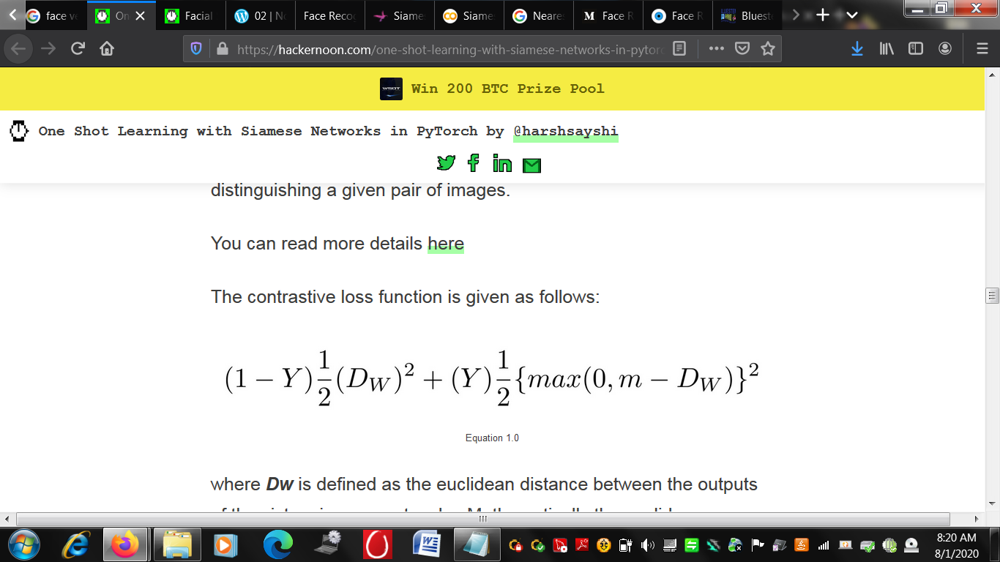 face ve
On
Facial
02 | No
Face Recog
Siame
Siame
Neares
Face R
Face R
Bluest
https://hackernoon.com/one-shot-learning-with-siamese-networks-in-pytorc
WSOT Win 200 BTC Prize Pool
One Shot Learning with Siamese Networks in PyTorch by @harshsayshi
distinguishing a given pair of images.
You can read more details here
The contrastive loss function is given as follows:
(1 − Y)½(D_W)² + (Y)½{max(0, m − D_W)}²
Equation 1.0
where Dw is defined as the euclidean distance between the outputs
8:20 AM
8/1/2020